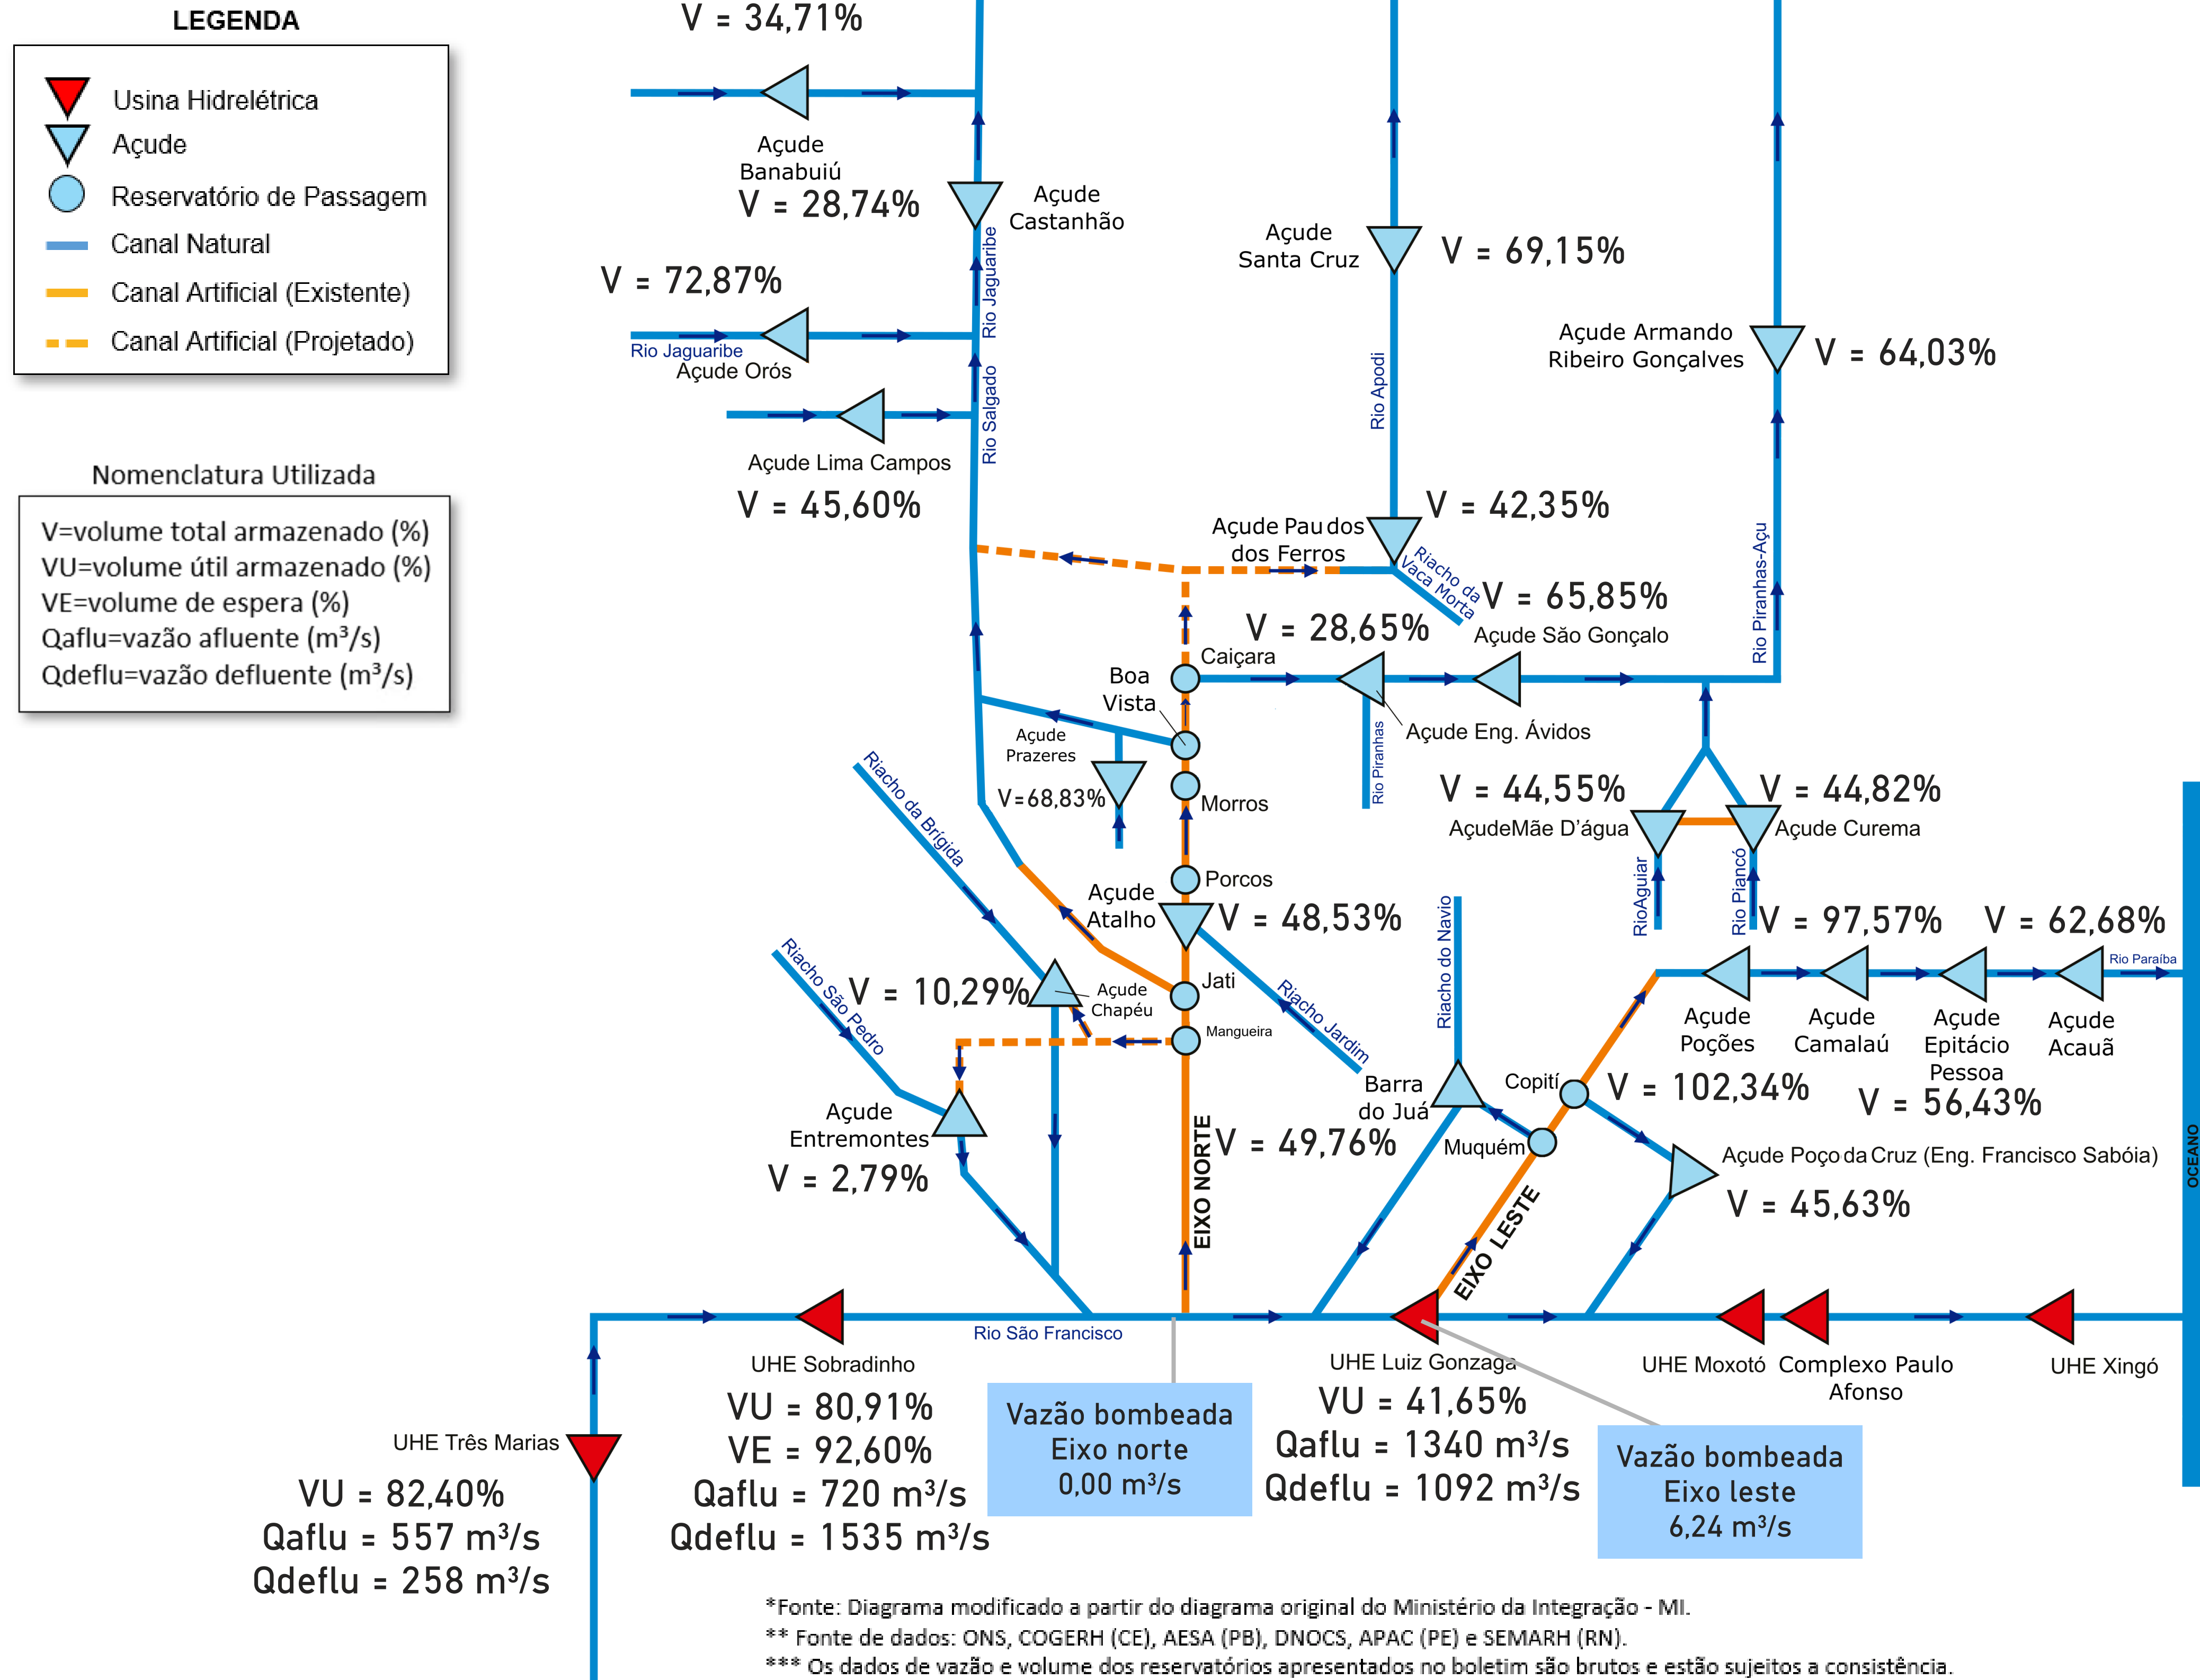 LEGENDA
Usina Hidrelétrica
Açude
Reservatório de Passagem
Canal Natural
Canal Artificial (Existente)
Canal Artificial (Projetado)
Nomenclatura Utilizada
V=volume total armazenado (%)
VU=volume útil armazenado (%)
VE=volume de espera (%)
Qaflu=vazão afluente (m³/s)
Qdeflu=vazão defluente (m³/s)
V = 34,71%
Açude
Banabuiú
V = 28,74%
Açude
Castanhão
Rio Jaguaribe
V = 72,87%
Rio Jaguaribe
Açude Orós
Rio Salgado
Açude Lima Campos
V = 45,60%
Açude
Santa Cruz
V = 69,15%
Rio Apodi
Açude Armando
Ribeiro Gonçalves
V = 64,03%
Rio Piranhas-Açu
Açude Pau dos
dos Ferros
V = 42,35%
Riacho da
Vaca Morta
V = 65,85%
Açude São Gonçalo
V = 28,65%
Caiçara
Boa
Vista
Açude Eng. Ávidos
Rio Piranhas
Açude
Prazeres
V=68,83%
Morros
Porcos
Riacho da Brígida
Açude
Atalho
V = 48,53%
V = 44,55%
AçudeMãe D'água
V = 44,82%
Açude Curema
RioAguiar
Rio Piancó
Riacho São Pedro
V = 10,29%
Açude
Chapéu
Jati
Mangueira
Riacho Jardim
Riacho do Navio
V = 97,57%
V = 62,68%
Rio Paraíba
Açude
Poções
Açude
Camalaú
Açude
Epitácio
Pessoa
Açude
Acauã
V = 102,34%
V = 56,43%
Copití
Barra
do Juá
V = 49,76%
Muquém
Açude
Entremontes
V = 2,79%
EIXO NORTE
EIXO LESTE
Açude Poço da Cruz (Eng. Francisco Sabóia)
V = 45,63%
OCEANO
Rio São Francisco
UHE Sobradinho
VU = 80,91%
VE = 92,60%
Qaflu = 720 m³/s
Qdeflu = 1535 m³/s
Vazão bombeada
Eixo norte
0,00 m³/s
UHE Luiz Gonzaga
VU = 41,65%
Qaflu = 1340 m³/s
Qdeflu = 1092 m³/s
Vazão bombeada
Eixo leste
6,24 m³/s
UHE Moxotó
Complexo Paulo
Afonso
UHE Xingó
UHE Três Marias
VU = 82,40%
Qaflu = 557 m³/s
Qdeflu = 258 m³/s
*Fonte: Diagrama modificado a partir do diagrama original do Ministério da Integração - MI.
** Fonte de dados: ONS, COGERH (CE), AESA (PB), DNOCS, APAC (PE) e SEMARH (RN).
*** Os dados de vazão e volume dos reservatórios apresentados no boletim são brutos e estão sujeitos a consistência.